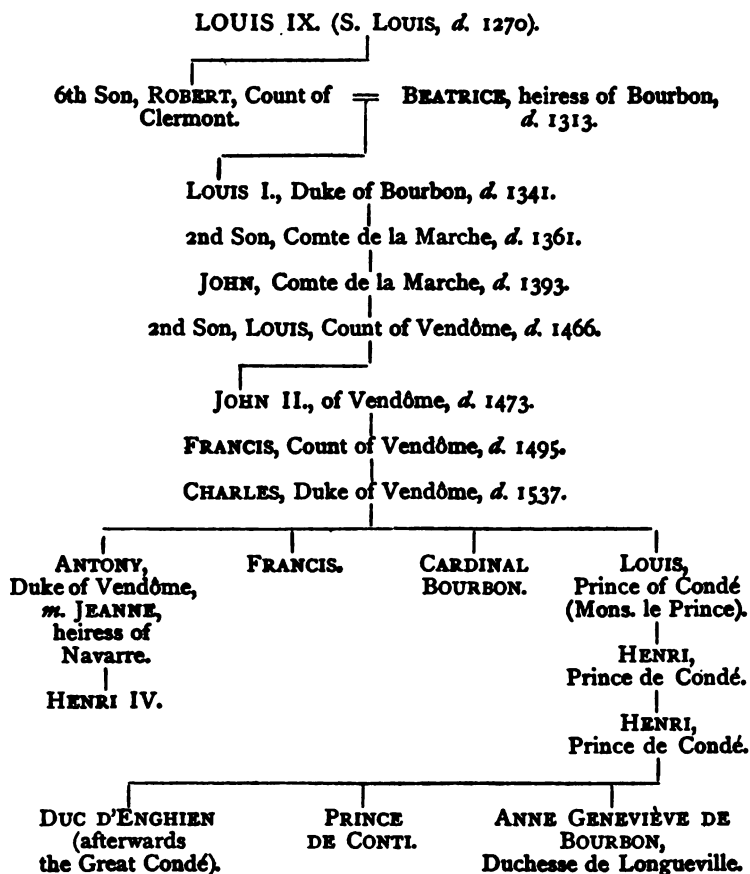 LOUIS IX. (S. LOUIS, d. 1270).
6th Son, ROBERT, Count of Clermont. = BEATRICE, heiress of Bourbon, d. 1313.
LOUIS I., Duke of Bourbon, d. 1341.
2nd Son, Comte de la Marche, d. 1361.
JOHN, Comte de la Marche, d. 1393.
2nd Son, LOUIS, Count of Vendôme, d. 1466.
JOHN II., of Vendôme, d. 1473.
FRANCIS, Count of Vendôme, d. 1495.
CHARLES, Duke of Vendôme, d. 1537.
ANTONY,
Duke of Vendôme,
m. JEANNE,
heiress of
Navarre.
HENRI IV.
FRANCIS.
CARDINAL
BOURBON.
LOUIS,
Prince of Condé
(Mons. le Prince).
HENRI,
Prince de Condé.
HENRI,
Prince de Condé.
DUC D'ENGHIEN
(afterwards
the Great Condé).
PRINCE
DE CONTI.
ANNE GENEVIÈVE DE
BOURBON,
Duchesse de Longueville.